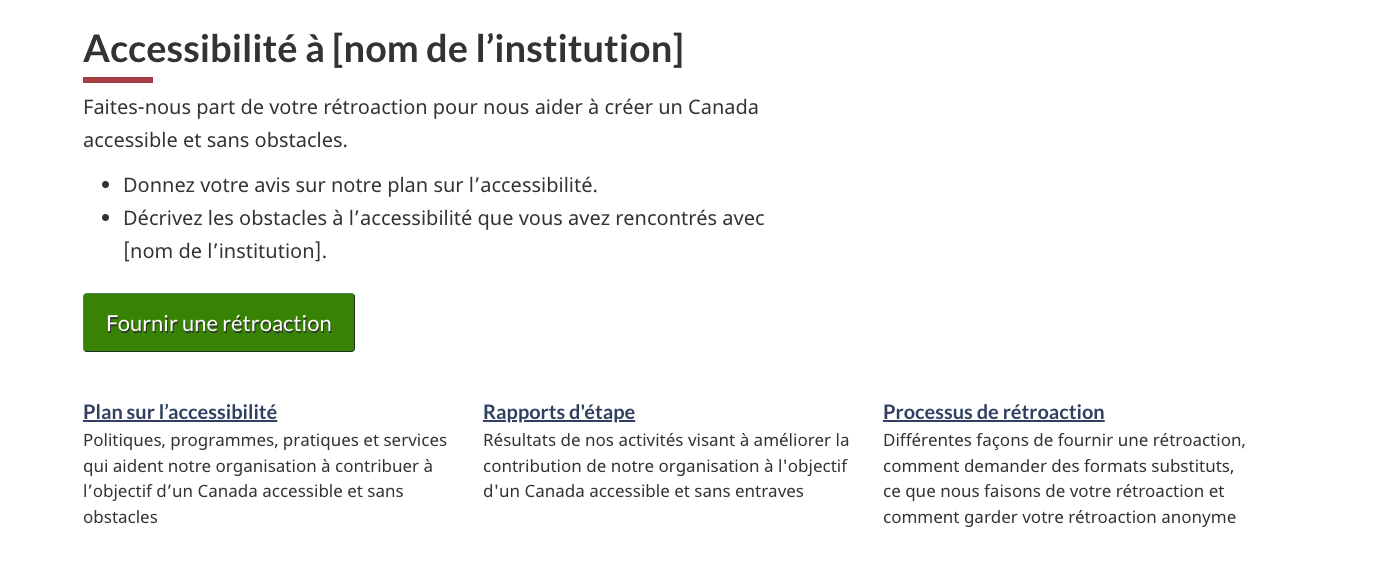 Accessibilité à [nom de l’institution]
Faites-nous part de votre rétroaction pour nous aider à créer un Canada
accessible et sans obstacles.
• Donnez votre avis sur notre plan sur l’accessibilité.
• Décrivez les obstacles à l’accessibilité que vous avez rencontrés avec
[nom de l’institution].
Fournir une rétroaction
Plan sur l’accessibilité
Politiques, programmes, pratiques et services
qui aident notre organisation à contribuer à
l’objectif d’un Canada accessible et sans
obstacles
Rapports d'étape
Résultats de nos activités visant à améliorer la
contribution de notre organisation à l'objectif
d'un Canada accessible et sans entraves
Processus de rétroaction
Différentes façons de fournir une rétroaction,
comment demander des formats substituts,
ce que nous faisons de votre rétroaction et
comment garder votre rétroaction anonyme